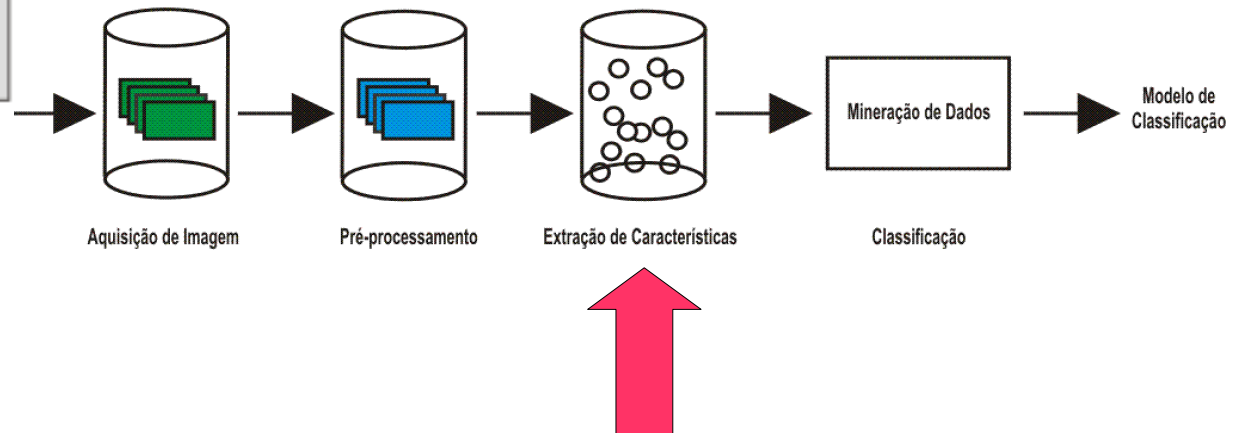 Mineração de Dados
Modelo de
Classificação
Aquisição de Imagem
Pré-processamento
Extração de Características
Classificação